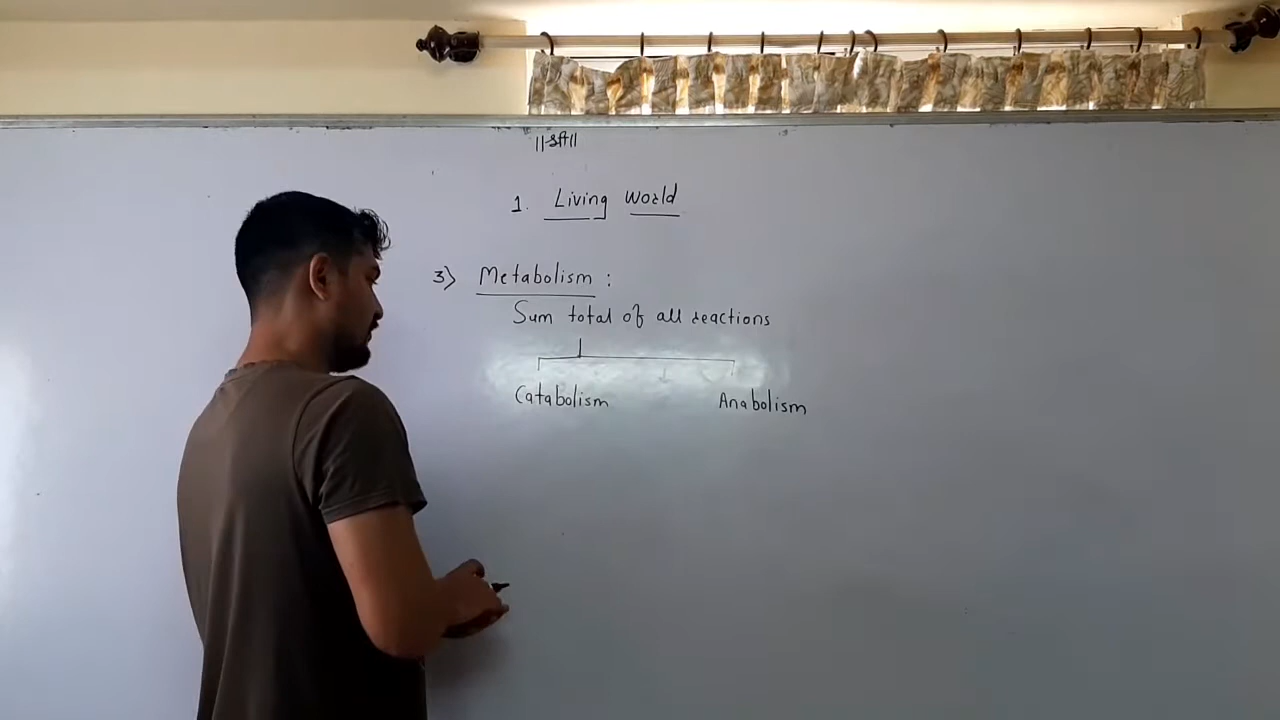 ||श्री||
1. Living World
3) Metabolism :
Sum total of all reactions
Catabolism Anabolism